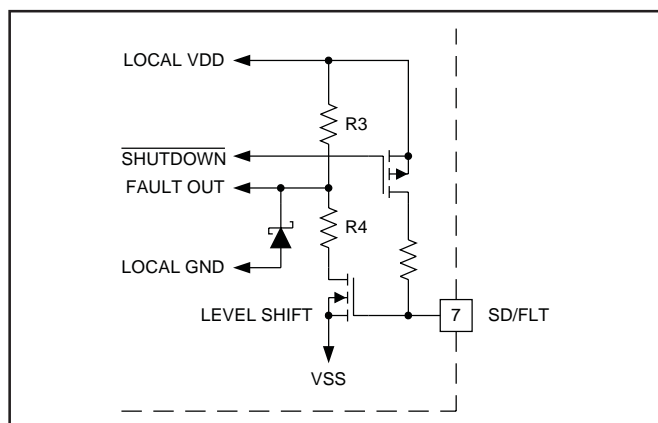 LOCAL VDD
R3
SHUTDOWN
FAULT OUT
R4
LOCAL GND
LEVEL SHIFT
7
SD/FLT
VSS